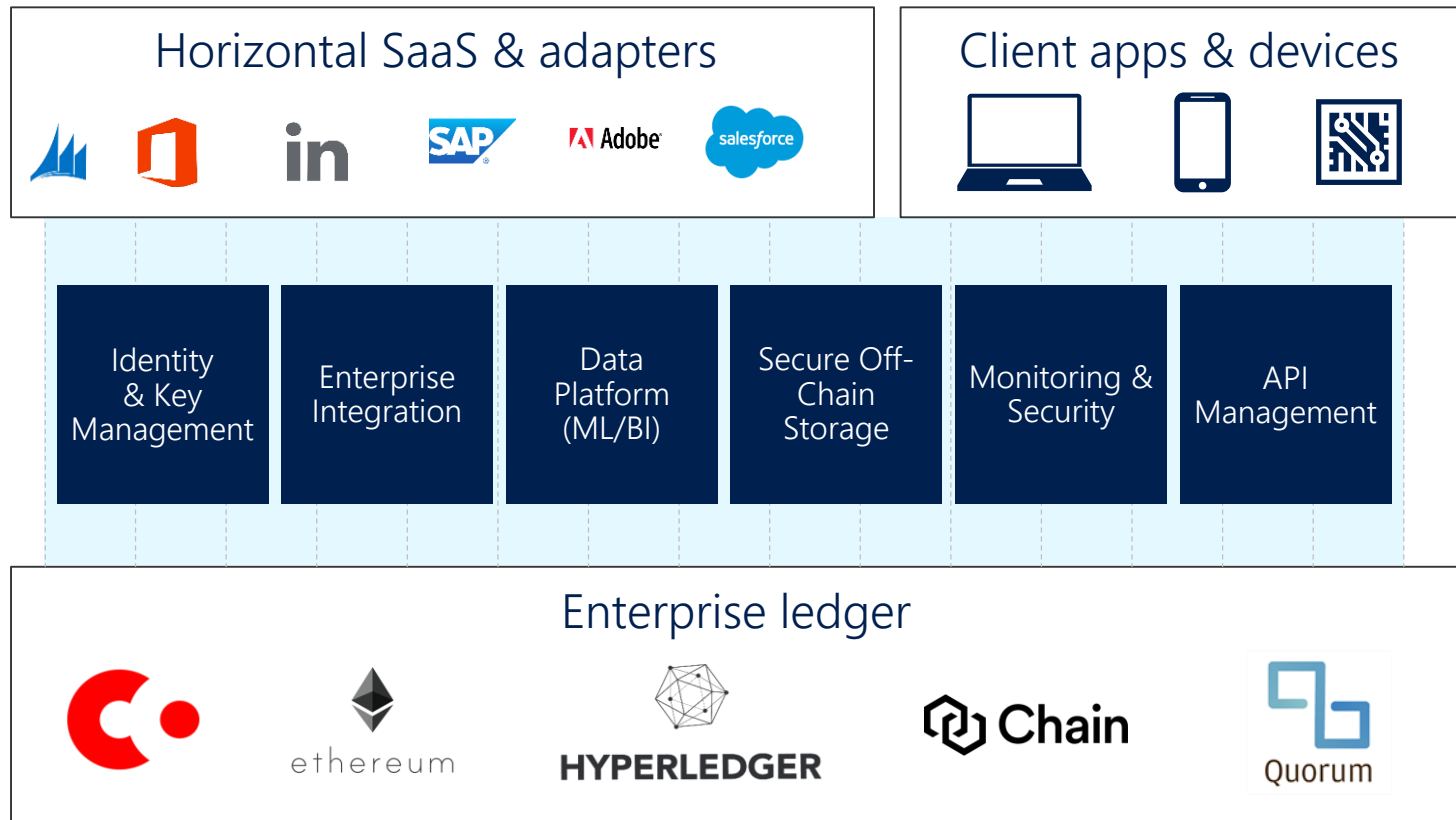 Horizontal SaaS & adapters
in
SAP
®
Adobe
salesforce
Client apps & devices
Identity
& Key
Management
Enterprise
Integration
Data
Platform
(ML/BI)
Secure Off-
Chain
Storage
Monitoring &
Security
API
Management
Enterprise ledger
ethereum
HYPERLEDGER
Chain
Quorum